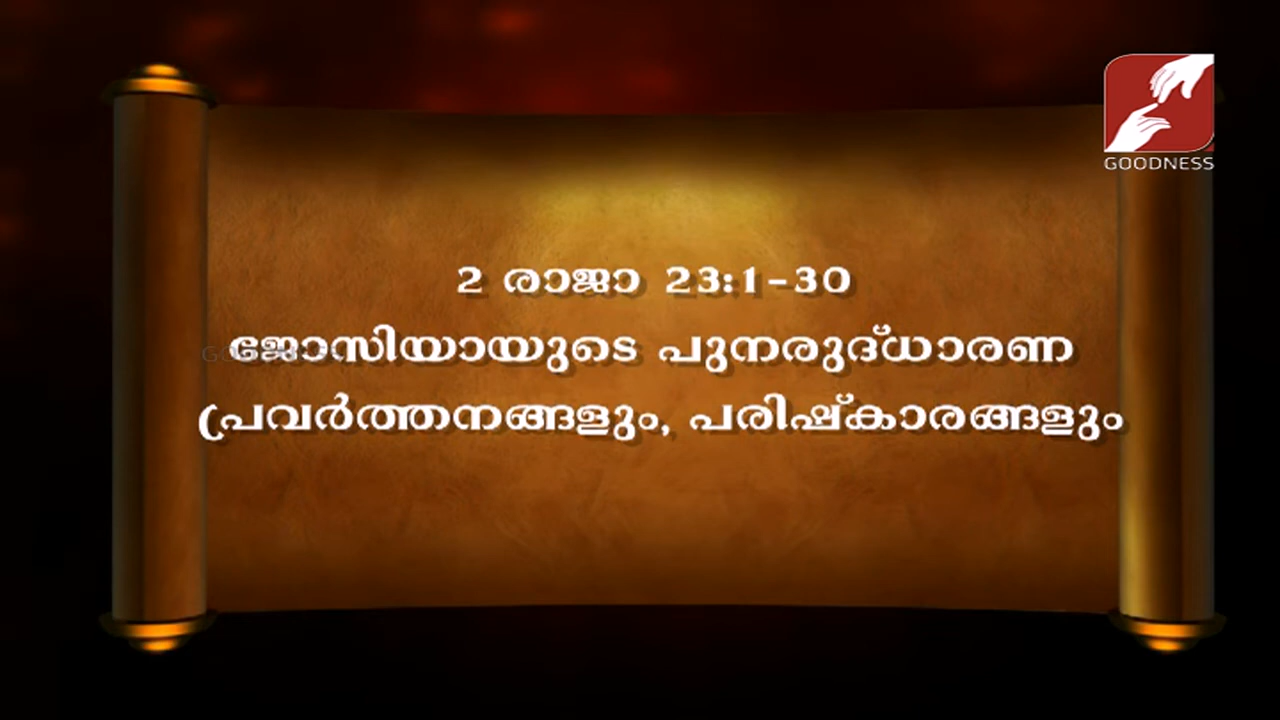 GOODNESS
2 രാജാ 23:1-30
ജോസിയായുടെ പുനരുദ്ധാരണ
പ്രവർത്തനങ്ങളും, പരിഷ്കാരങ്ങളും